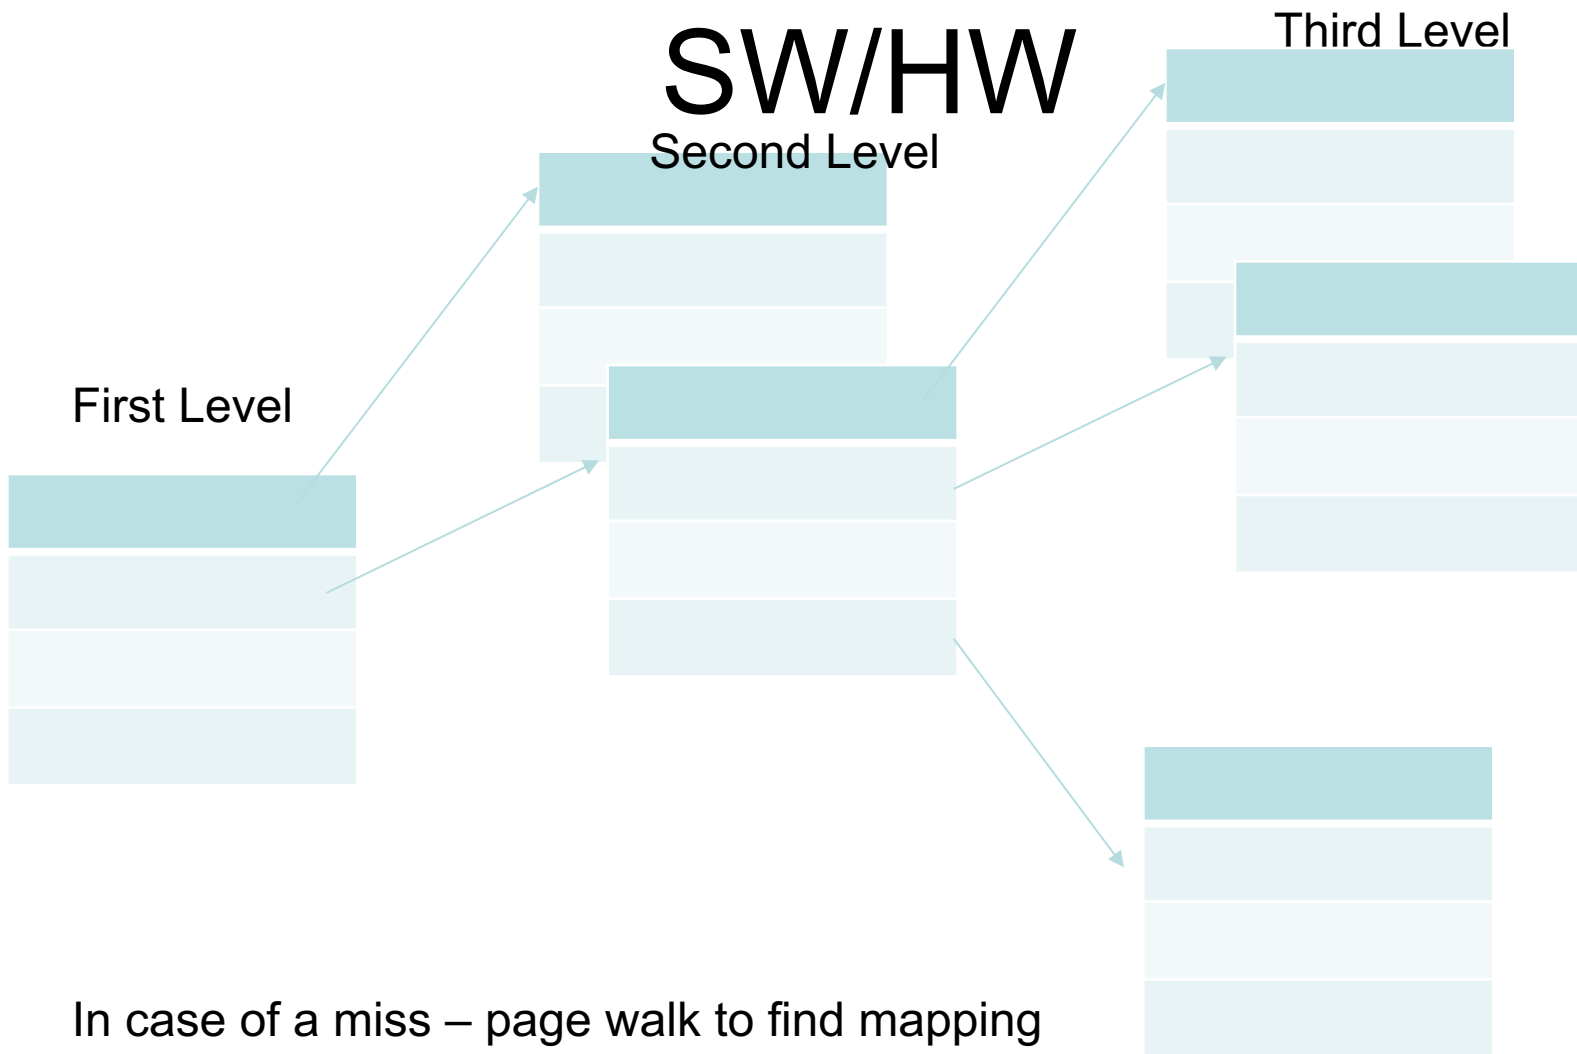 SW/HW
Third Level
Second Level
First Level
In case of a miss – page walk to find mapping